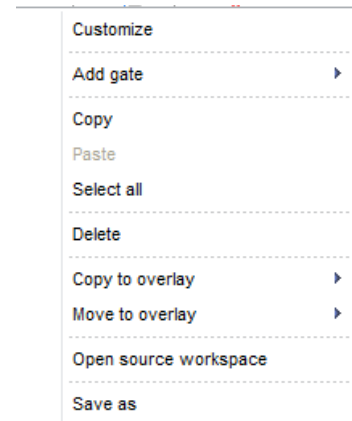 Customize
Add gate
Copy
Paste
Select all
Delete
Copy to overlay
Move to overlay
Open source workspace
Save as